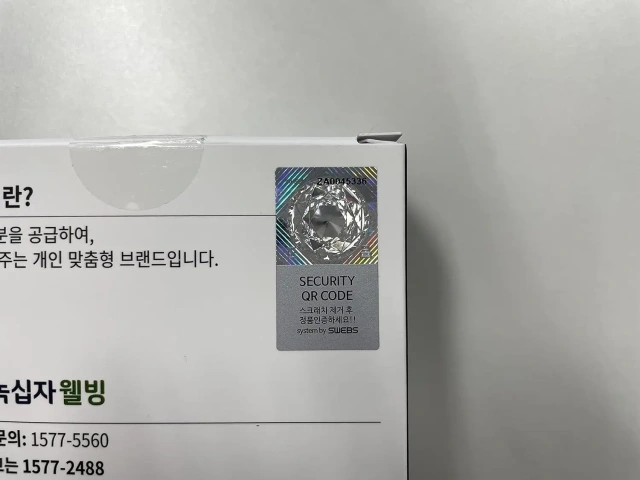 란?
분을 공급하여,
주는 개인 맞춤형 브랜드입니다.
2A0045336
SECURITY
QR CODE
스크래치 제거 후
정품인증하세요!!
system by SWEBS
녹십자웰빙
문의: 1577-5560
는 1577-2488